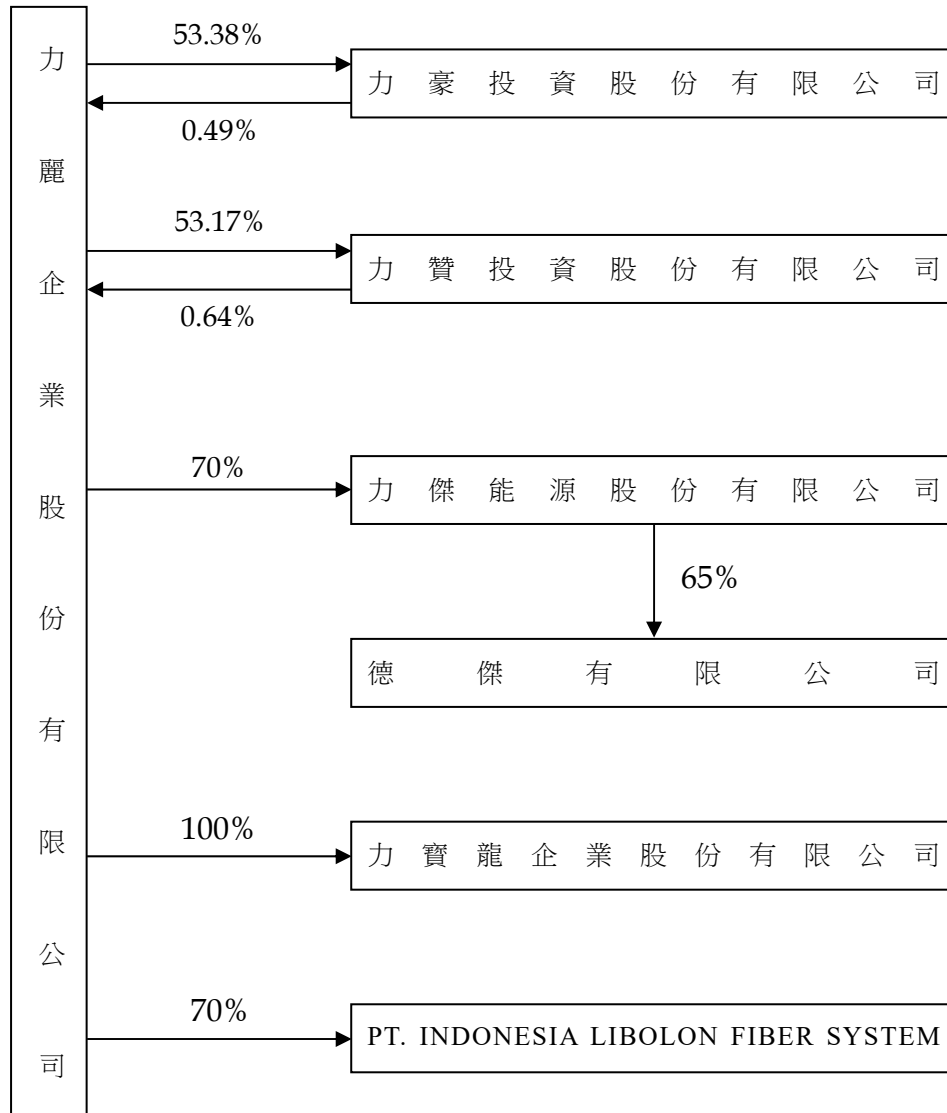 力麗企業股份有限公司
53.38%
力豪投資股份有限公司
0.49%
53.17%
力贊投資股份有限公司
0.64%
70%
力傑能源股份有限公司
65%
德傑有限公司
100%
力寶龍企業股份有限公司
70%
PT. INDONESIA LIBOLON FIBER SYSTEM